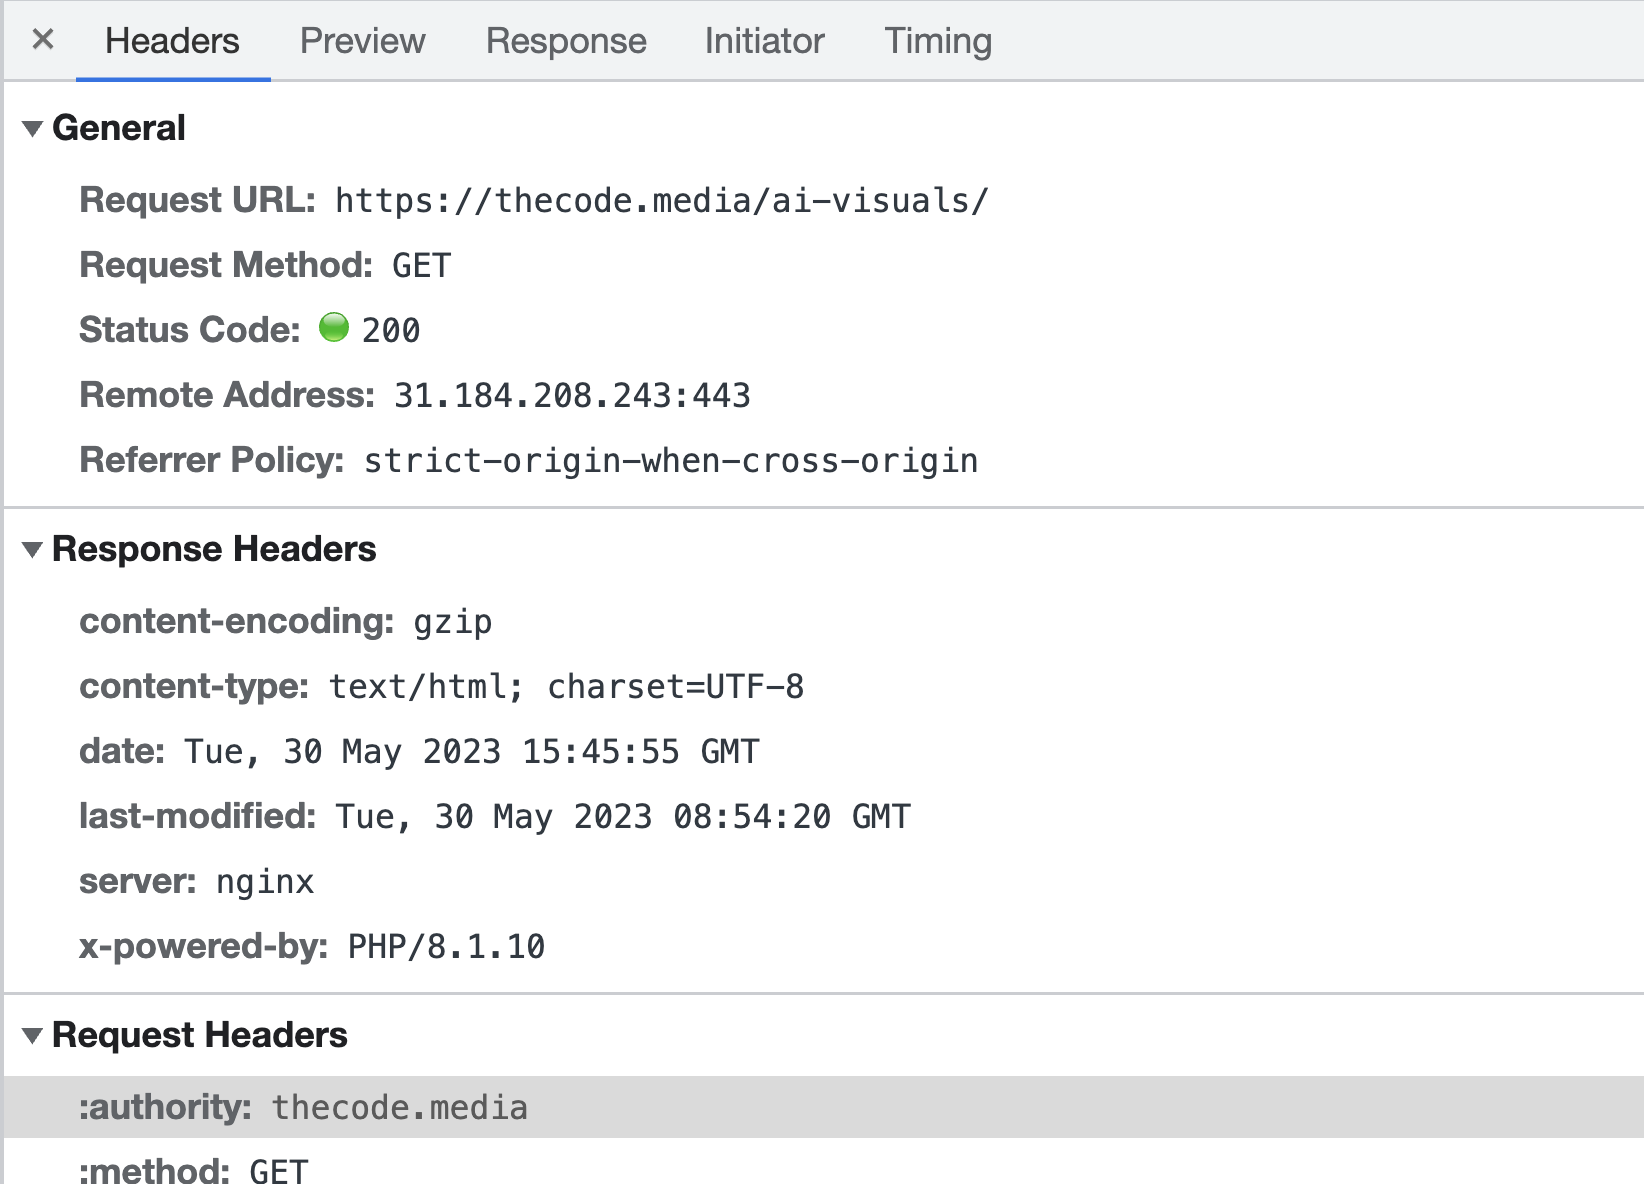 × Headers Preview Response Initiator Timing
▼ General
Request URL: https://thecode.media/ai-visuals/
Request Method: GET
Status Code: 200
Remote Address: 31.184.208.243:443
Referrer Policy: strict-origin-when-cross-origin
▼ Response Headers
content-encoding: gzip
content-type: text/html; charset=UTF-8
date: Tue, 30 May 2023 15:45:55 GMT
last-modified: Tue, 30 May 2023 08:54:20 GMT
server: nginx
x-powered-by: PHP/8.1.10
▼ Request Headers
:authority: thecode.media
:method: GET